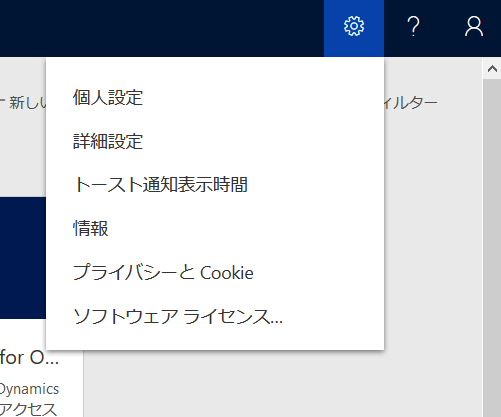 ?
新しい
ィルター
個人設定
詳細設定
トースト通知表示時間
情報
プライバシーと Cookie
ソフトウェア ライセンス...
for O...
Dynamics
アクセス